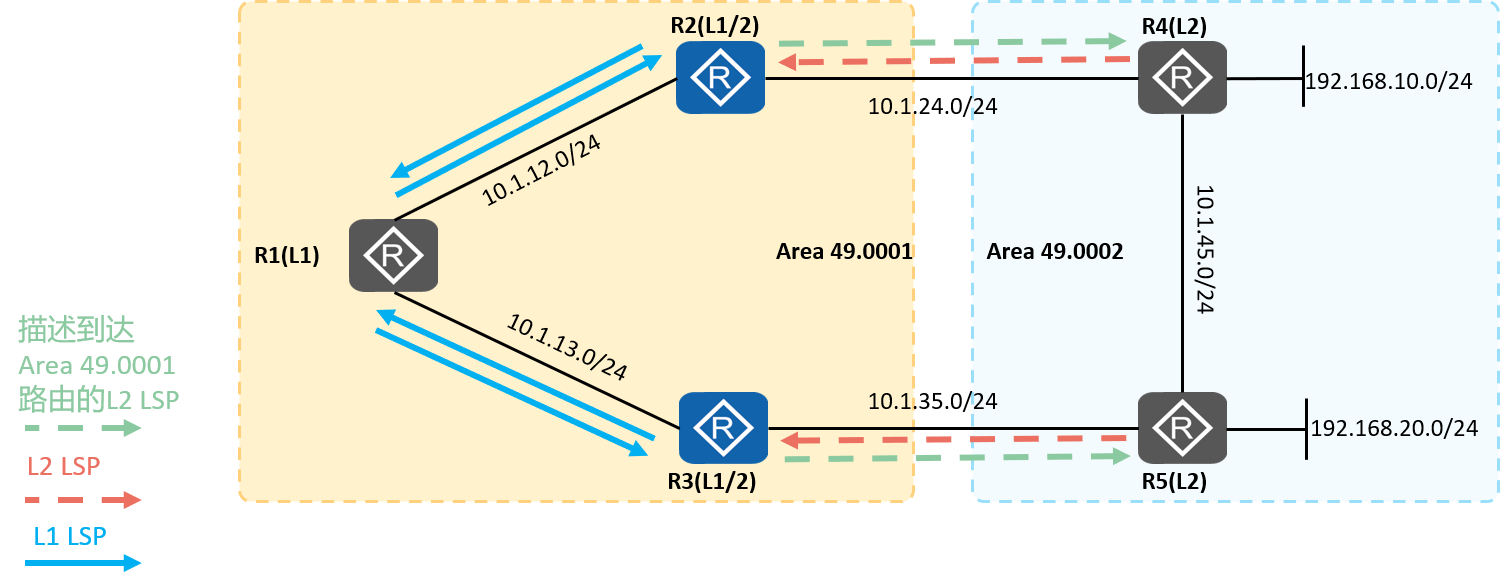 R2(L1/2)
R4(L2)
R
R
192.168.10.0/24
10.1.24.0/24
10.1.12.0/24
R1(L1)
R
Area 49.0001
Area 49.0002
10.1.45.0/24
10.1.13.0/24
10.1.35.0/24
R
R
192.168.20.0/24
R3(L1/2)
R5(L2)
描述到达
Area 49.0001
路由的L2 LSP
L2 LSP
L1 LSP